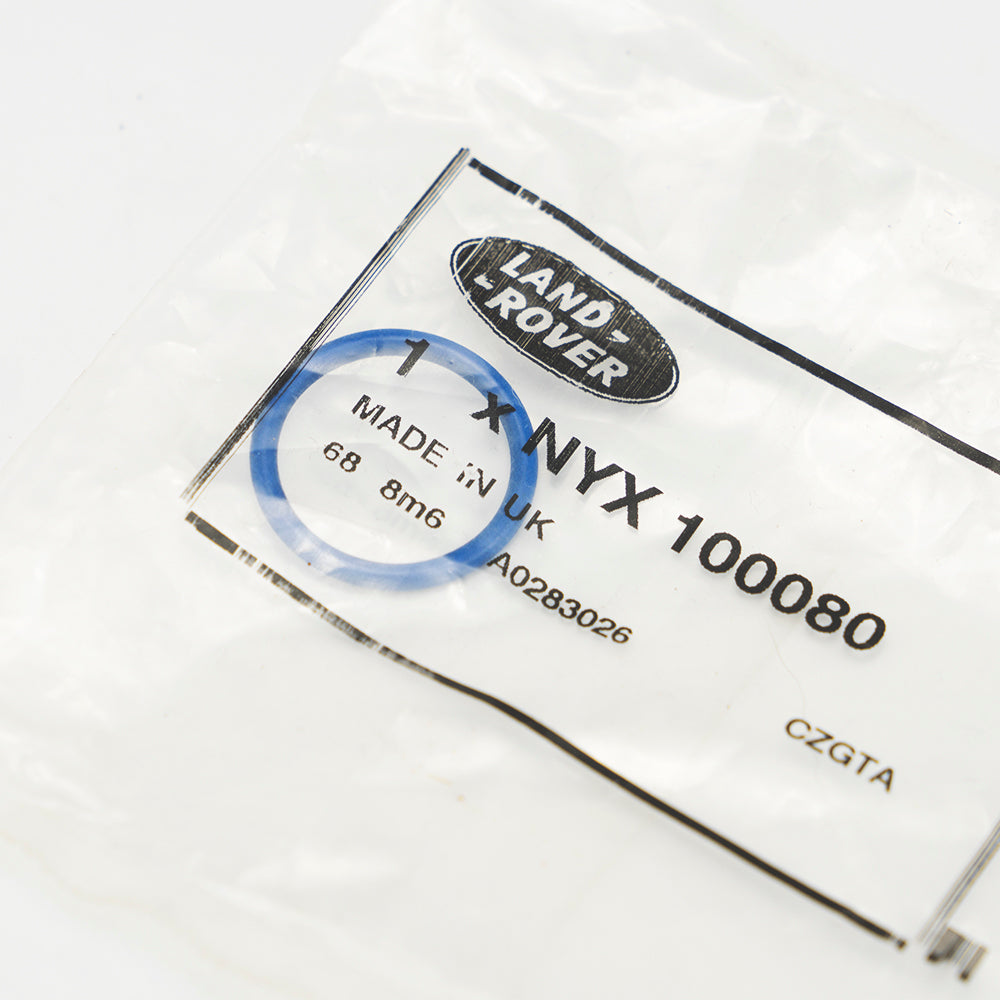 LAND-
-ROVER
1 x NYX 100080
MADE IN UK
68 8m6 A0283026
CZGTA